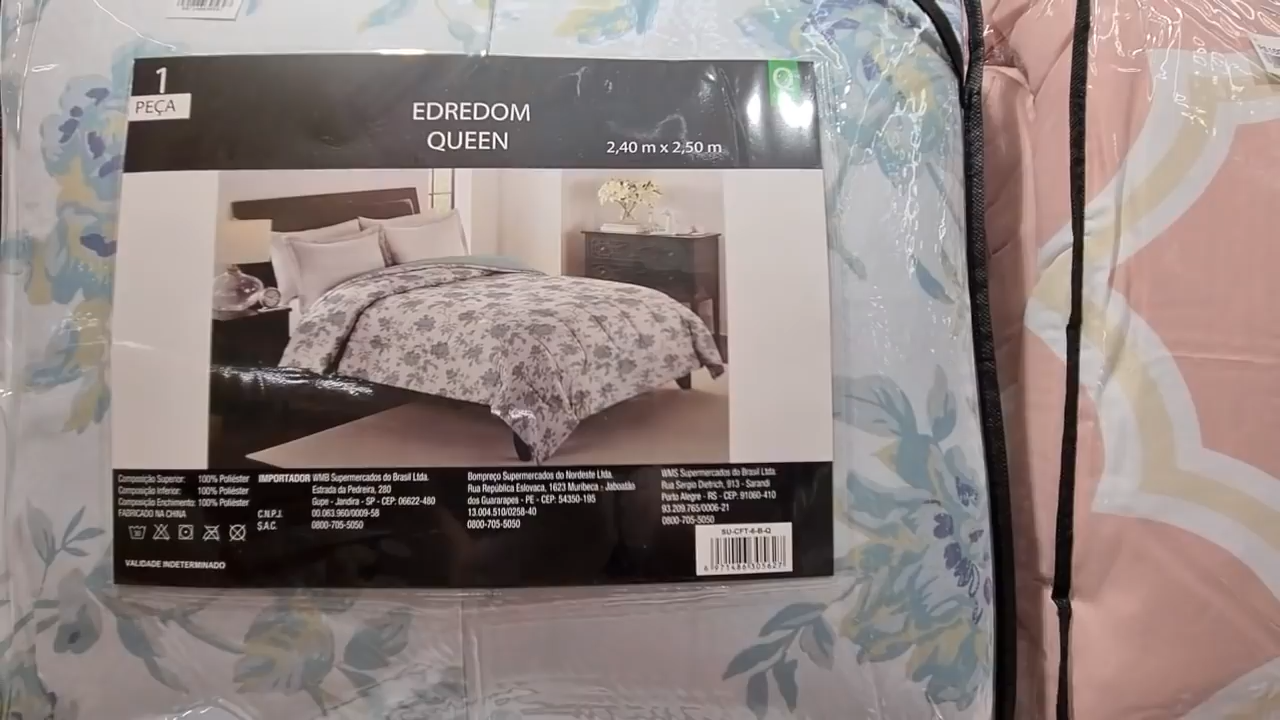 1
PEÇA
Q
EDREDOM
QUEEN
2,40 m x 2,50 m
Composição Superior: 100% Poliéster
Composição Inferior: 100% Poliéster
Composição Enchimento: 100% Poliéster
FABRICADO NA CHINA
VALIDADE INDETERMINADO
IMPORTADOR WMB Supermercados do Brasil Ltda.
Estrada da Pedreira, 280
Gope - Jandira - SP - CEP: 06622-480
C.N.P.J. 00.063.960/0009-58
S.A.C. 0800-705-5050
Bompreço Supermercados do Nordeste Ltda.
Rua República Eslovaca, 1623 Muribeca - Jaboatão
dos Guararapes - PE - CEP: 54350-195
13.004.510/0258-40
0800-705-5050
WMS Supermercados do Brasil Ltda.
Rua Sergio Dietrich, 913 - Sarandi
Porto Alegre - RS - CEP: 91060-410
93.209.765/0006-21
0800-705-5050
SU-CFT-6-B-Q
6 971486 303627